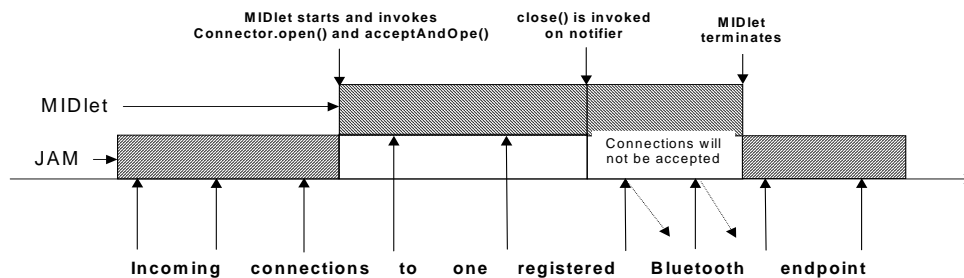 MIDlet starts and invokes
Connector.open() and acceptAndOpe()
close() is invoked
on notifier
MIDlet
terminates
MIDlet
JAM
Connections will
not be accepted
Incoming connections to one registered Bluetooth endpoint